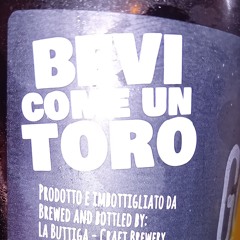 BEVI
COME UN
TORO
PRODOTTO E IMBOTTIGLIATO DA
BREWED AND BOTTLED BY:
LA BUTTIGA - CRAFT BREWERY